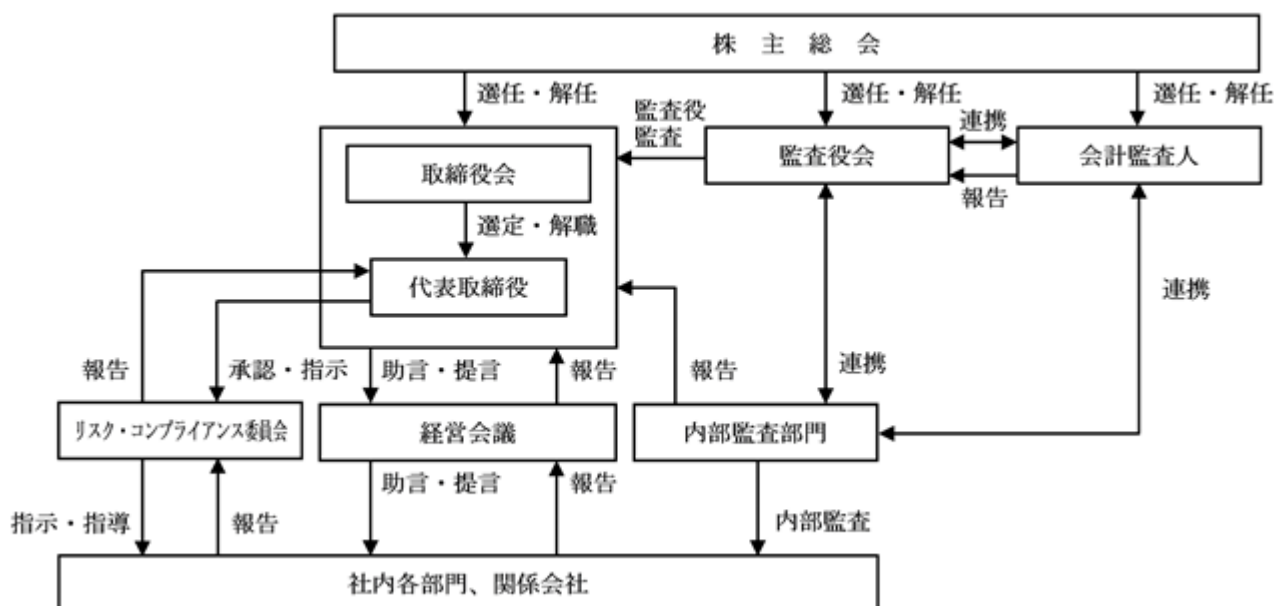 株主総会
選任・解任
選任・解任
選任・解任
監査役
監査
連携
取締役会
監査役会
会計監査人
報告
選定・解職
代表取締役
連携
報告
承認・指示
助言・提言
報告
報告
連携
リスク・コンプライアンス委員会
経営会議
内部監査部門
指示・指導
報告
助言・提言
報告
内部監査
社内各部門、関係会社